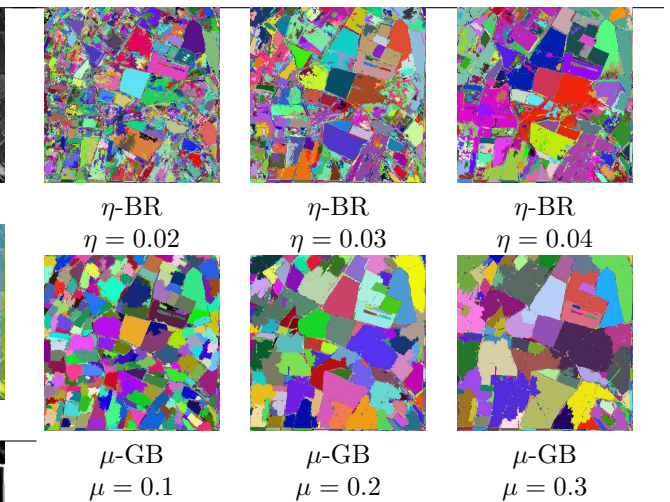 η-BR η-BR η-BR
η = 0.02 η = 0.03 η = 0.04
μ-GB μ-GB μ-GB
μ = 0.1 μ = 0.2 μ = 0.3